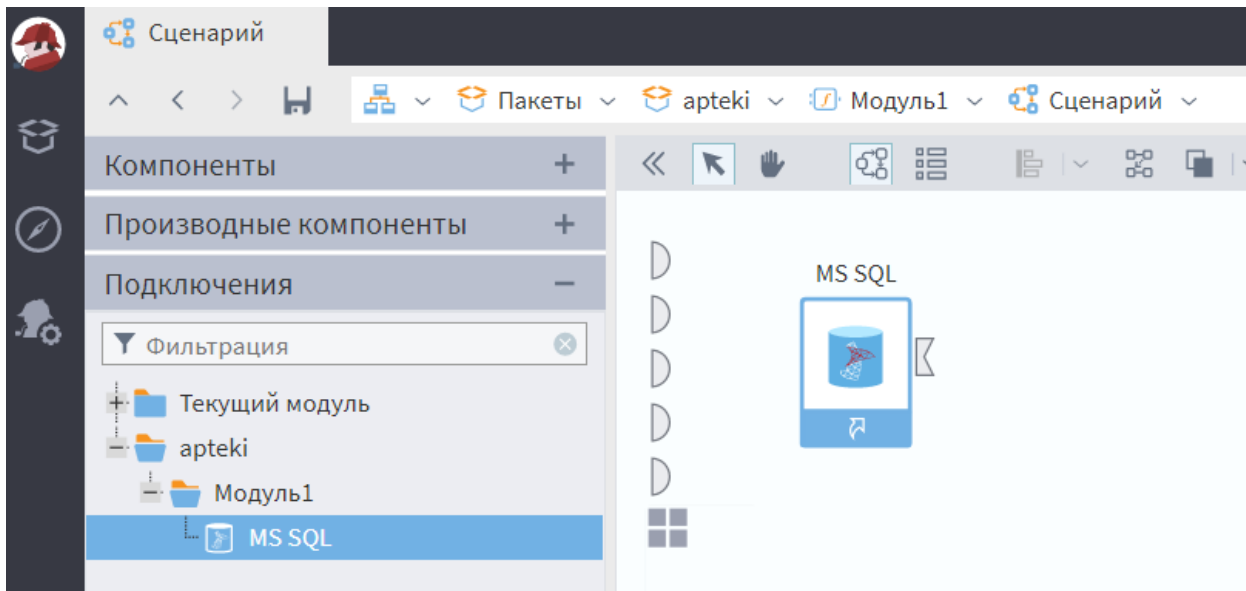 Сценарий
Пакеты apteki Модуль1 Сценарий
Компоненты
Производные компоненты
Подключения
Фильтрация
Текущий модуль
apteki
Модуль1
MS SQL
MS SQL